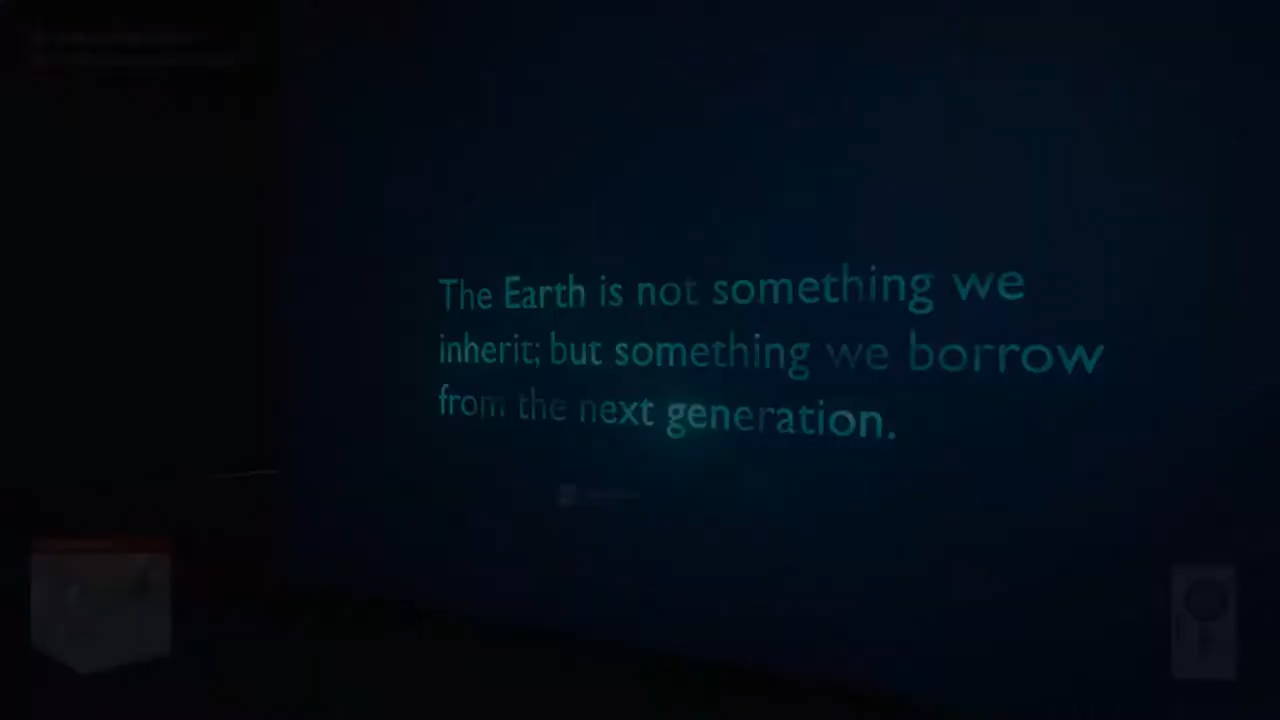 The Earth is not something we
inherit; but something we borrow
from the next generation.